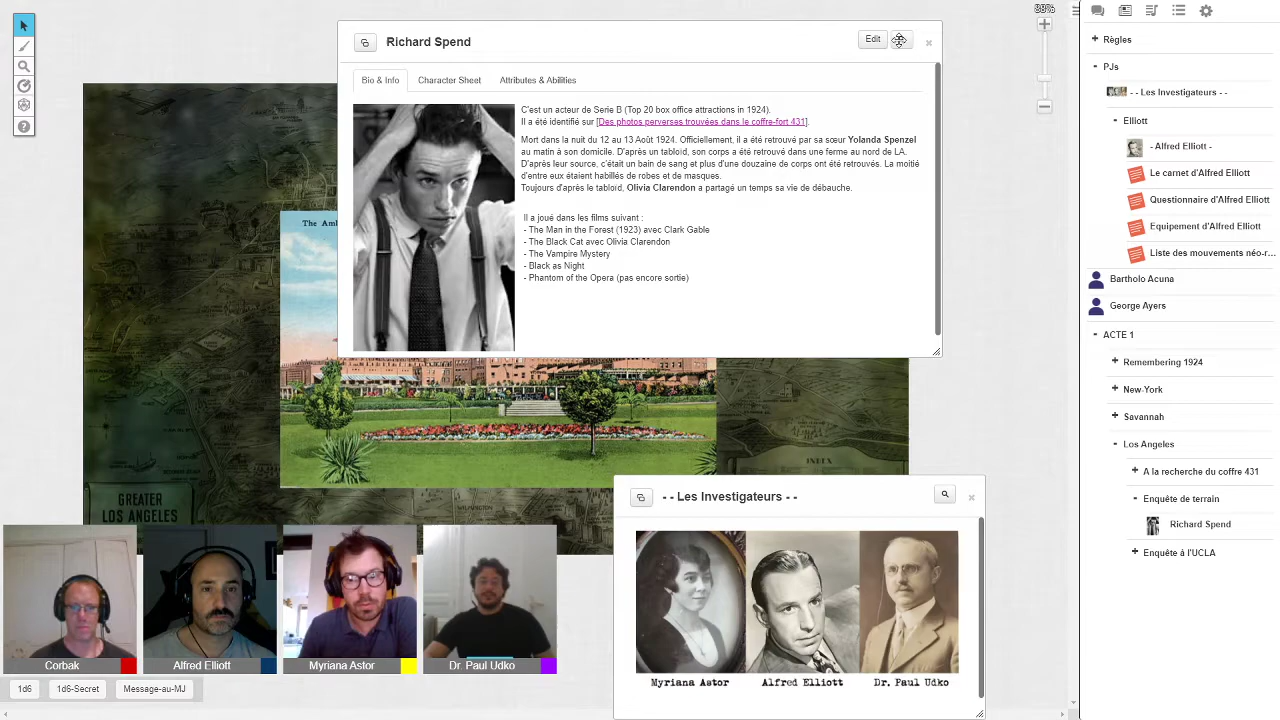 88%
Richard Spend
Edit
Bio & Info
Character Sheet
Attributes & Abilities
C'est un acteur de Serie B (Top 20 box office attractions in 1924).
Il a été identifié sur [Des photos perverses trouvées dans le coffre-fort 431].
Mort dans la nuit du 12 au 13 Août 1924. Officiellement, il a été retrouvé par sa sœur Yolanda Spenzel
au matin à son domicile. D'après un tabloïd, son corps a été retrouvé dans une ferme au nord de LA.
D'après leur source, c'était un bain de sang et plus d'une douzaine de corps ont été retrouvés. La moitié
d'entre eux étaient habillés de robes et de masques.
Toujours d'après le tabloïd, Olivia Clarendon a partagé un temps sa vie de débauche.
Il a joué dans les films suivant :
- The Man in the Forest (1923) avec Clark Gable
- The Black Cat avec Olivia Clarendon
- The Vampire Mystery
- Black as Night
- Phantom of the Opera (pas encore sortie)
The Amb
INDEX
GREATER
LOS ANGELES
- - Les Investigateurs - -
Myriana Astor
Alfred Elliott
Dr. Paul Udko
Corbak
Alfred Elliott
Myriana Astor
Dr. Paul Udko
1d6
1d6-Secret
Message-au-MJ
Règles
PJs
- - Les Investigateurs - -
Elliott
- Alfred Elliott -
Le carnet d'Alfred Elliott
Questionnaire d'Alfred Elliott
Equipement d'Alfred Elliott
Liste des mouvements néo-r...
Bartholo Acuna
George Ayers
ACTE 1
Remembering 1924
New-York
Savannah
Los Angeles
A la recherche du coffre 431
Enquête de terrain
Richard Spend
Enquête à l'UCLA